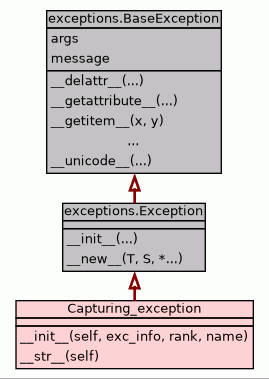 exceptions.BaseException
args
message
__delattr__(...)
__getattribute__(...)
__getitem__(x, y)
...
__unicode__(...)
exceptions.Exception
__init__(...)
__new__(T, S, *...)
Capturing_exception
__init__(self, exc_info, rank, name)
__str__(self)